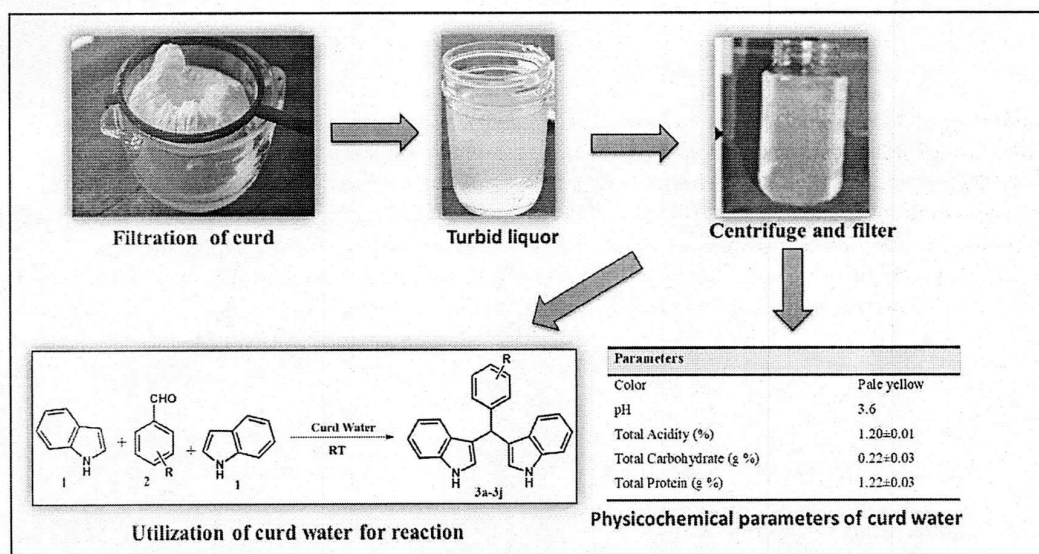 Filtration of curd
Turbid liquor
Centrifuge and filter
CHO
R
N
H
1
+
2
+
N
H
1
Curd Water
RT
R
N
H
N
H
3a-3j
Utilization of curd water for reaction
Parameters
Color Pale yellow
pH 3.6
Total Acidity (%) 1.20±0.01
Total Carbohydrate (g %) 0.22±0.03
Total Protein (g %) 1.22±0.03
Physicochemical parameters of curd water